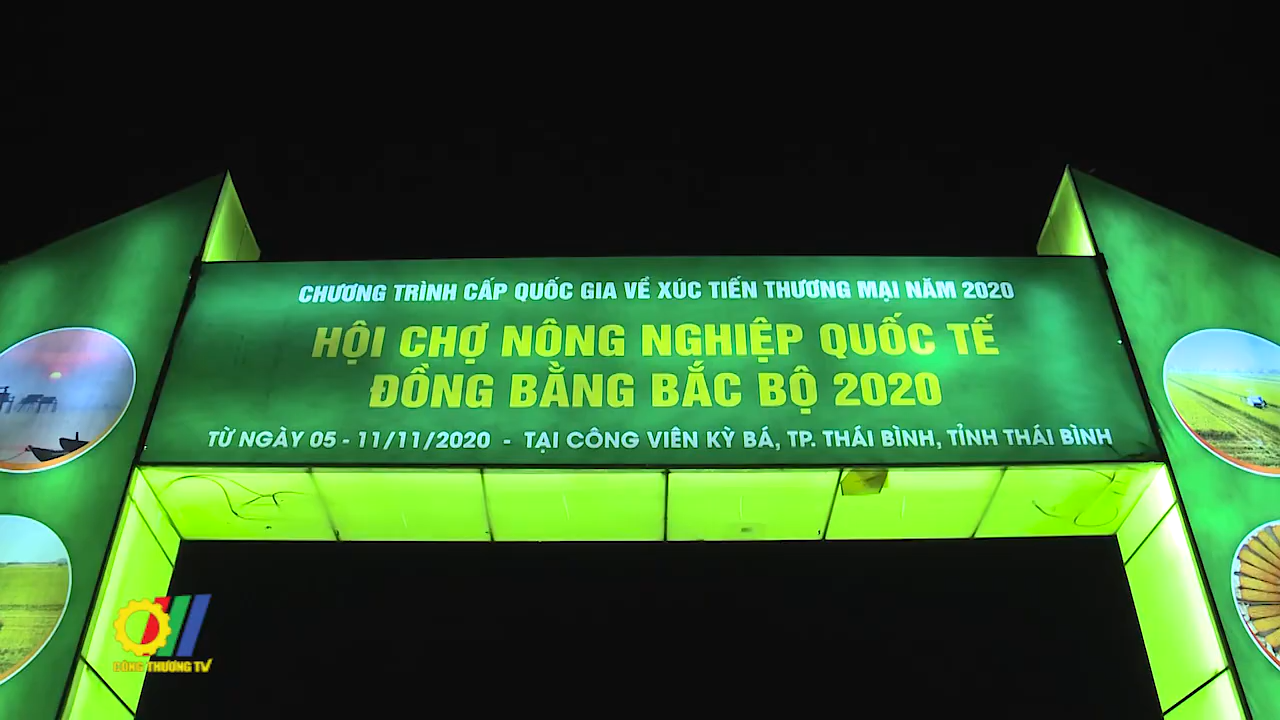 CHƯƠNG TRÌNH CẤP QUỐC GIA VỀ XÚC TIẾN THƯƠNG MẠI NĂM 2020
HỘI CHỢ NÔNG NGHIỆP QUỐC TẾ
ĐỒNG BẰNG BẮC BỘ 2020
TỪ NGÀY 05 - 11/11/2020 - TẠI CÔNG VIÊN KỲ BÁ, TP. THÁI BÌNH, TỈNH THÁI BÌNH
CÔNG THƯƠNG TV